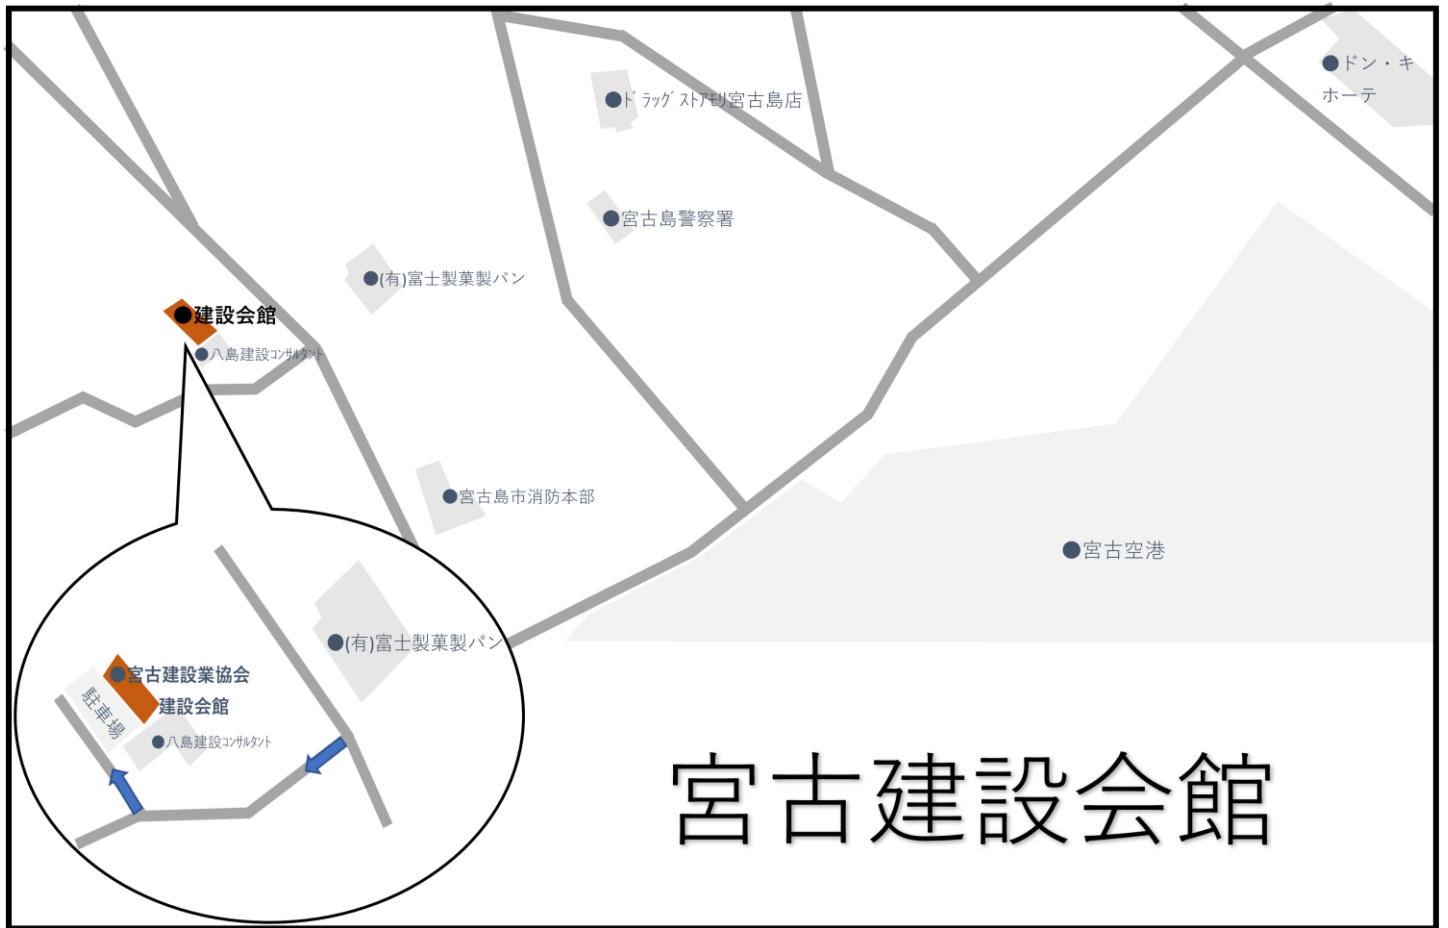 ドン・キ
ホーテ
ﾄﾞﾗｯｸﾞｽﾄｱﾓﾘ宮古島店
宮古島警察署
(有)富士製菓製パン
建設会館
八島建設ｺﾝｻﾙﾀﾝﾄ
宮古島市消防本部
宮古空港
(有)富士製菓製パン
宮古建設業協会
建設会館
駐車場
八島建設ｺﾝｻﾙﾀﾝﾄ
宮古建設会館